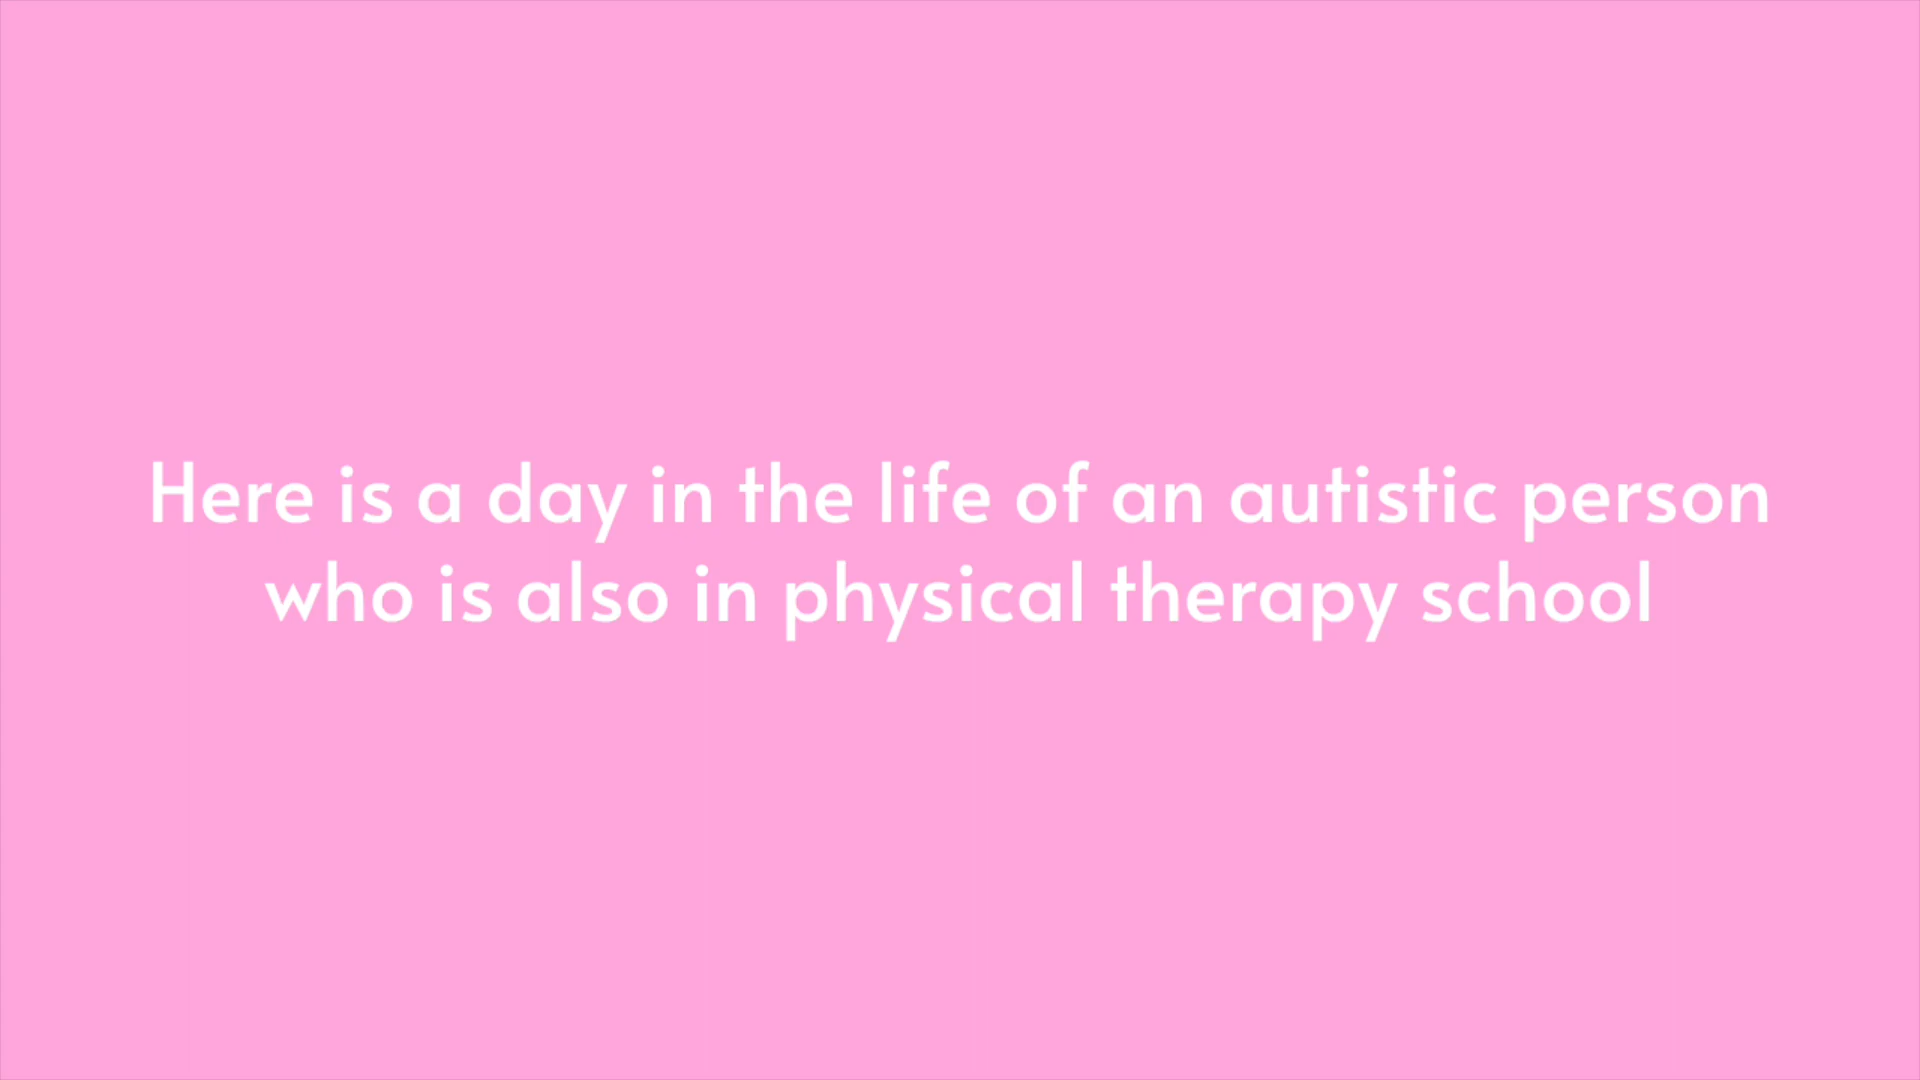 Here is a day in the life of an autistic person
who is also in physical therapy school